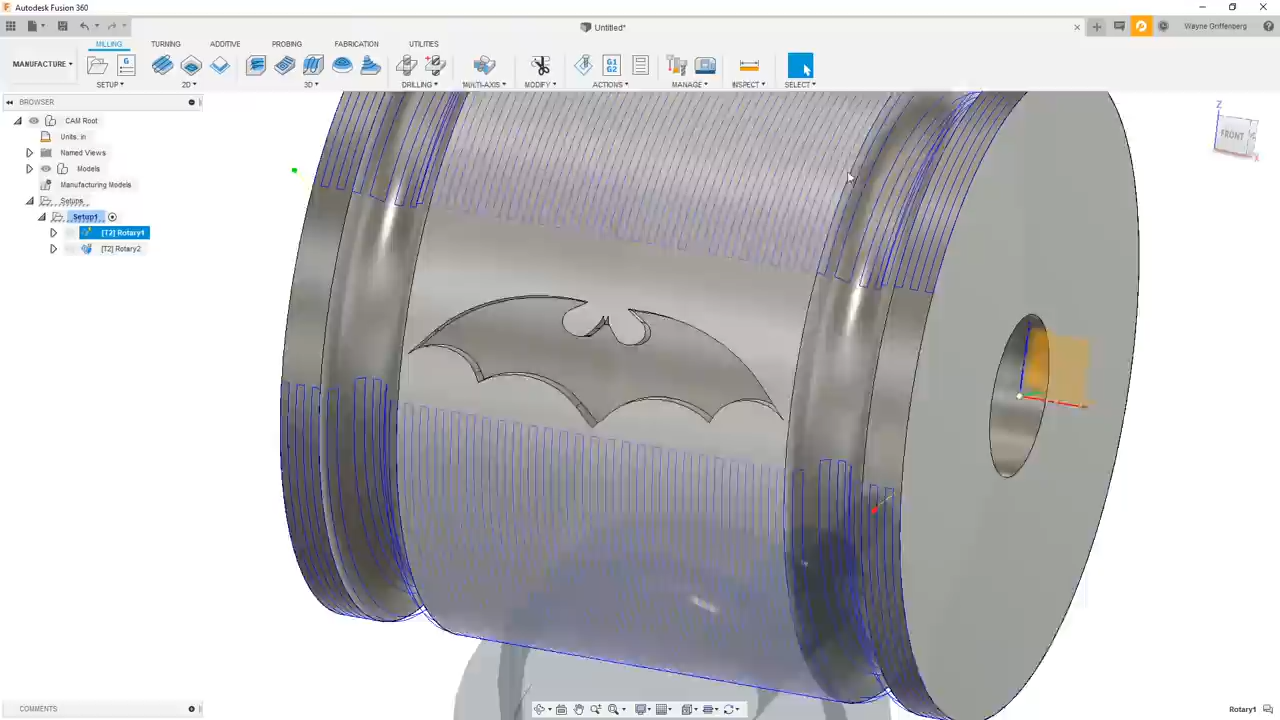 Autodesk Fusion 360
Untitled*
Wayne Griffenberg
MILLING TURNING ADDITIVE PROBING FABRICATION UTILITIES
MANUFACTURE
G
G1
G2
SETUP 2D 3D DRILLING MULTI-AXIS MODIFY ACTIONS MANAGE INSPECT SELECT
BROWSER
CAM Root
Units: in
Named Views
Models
Manufacturing Models
Setups
Setup1
[T2] Rotary1
[T2] Rotary2
Z
FRONT
X
COMMENTS
Rotary1